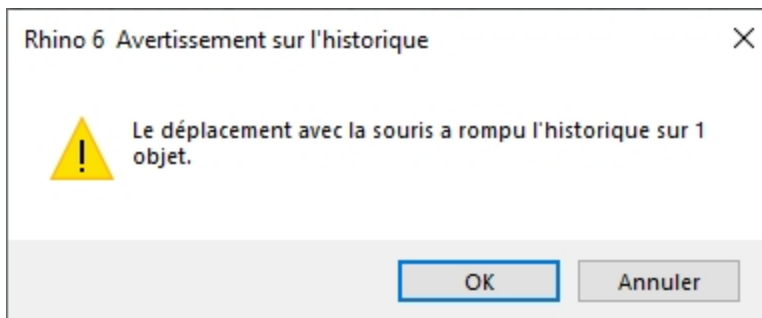 Rhino 6 Avertissement sur l'historique
Le déplacement avec la souris a rompu l'historique sur 1
objet.
OK
Annuler